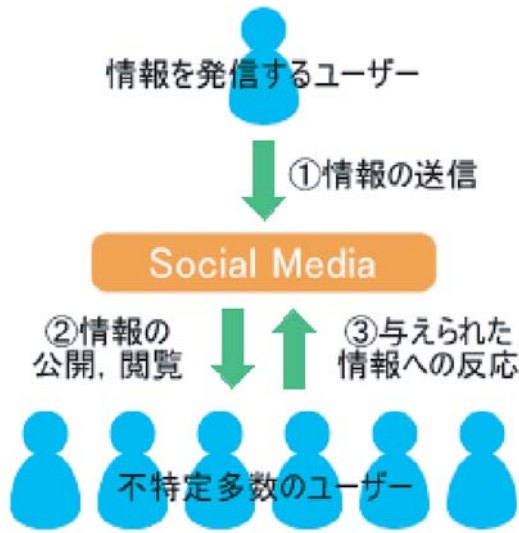 情報を発信するユーザー
①情報の送信
Social Media
②情報の
公開, 閲覧
③与えられた
情報への反応
不特定多数のユーザー